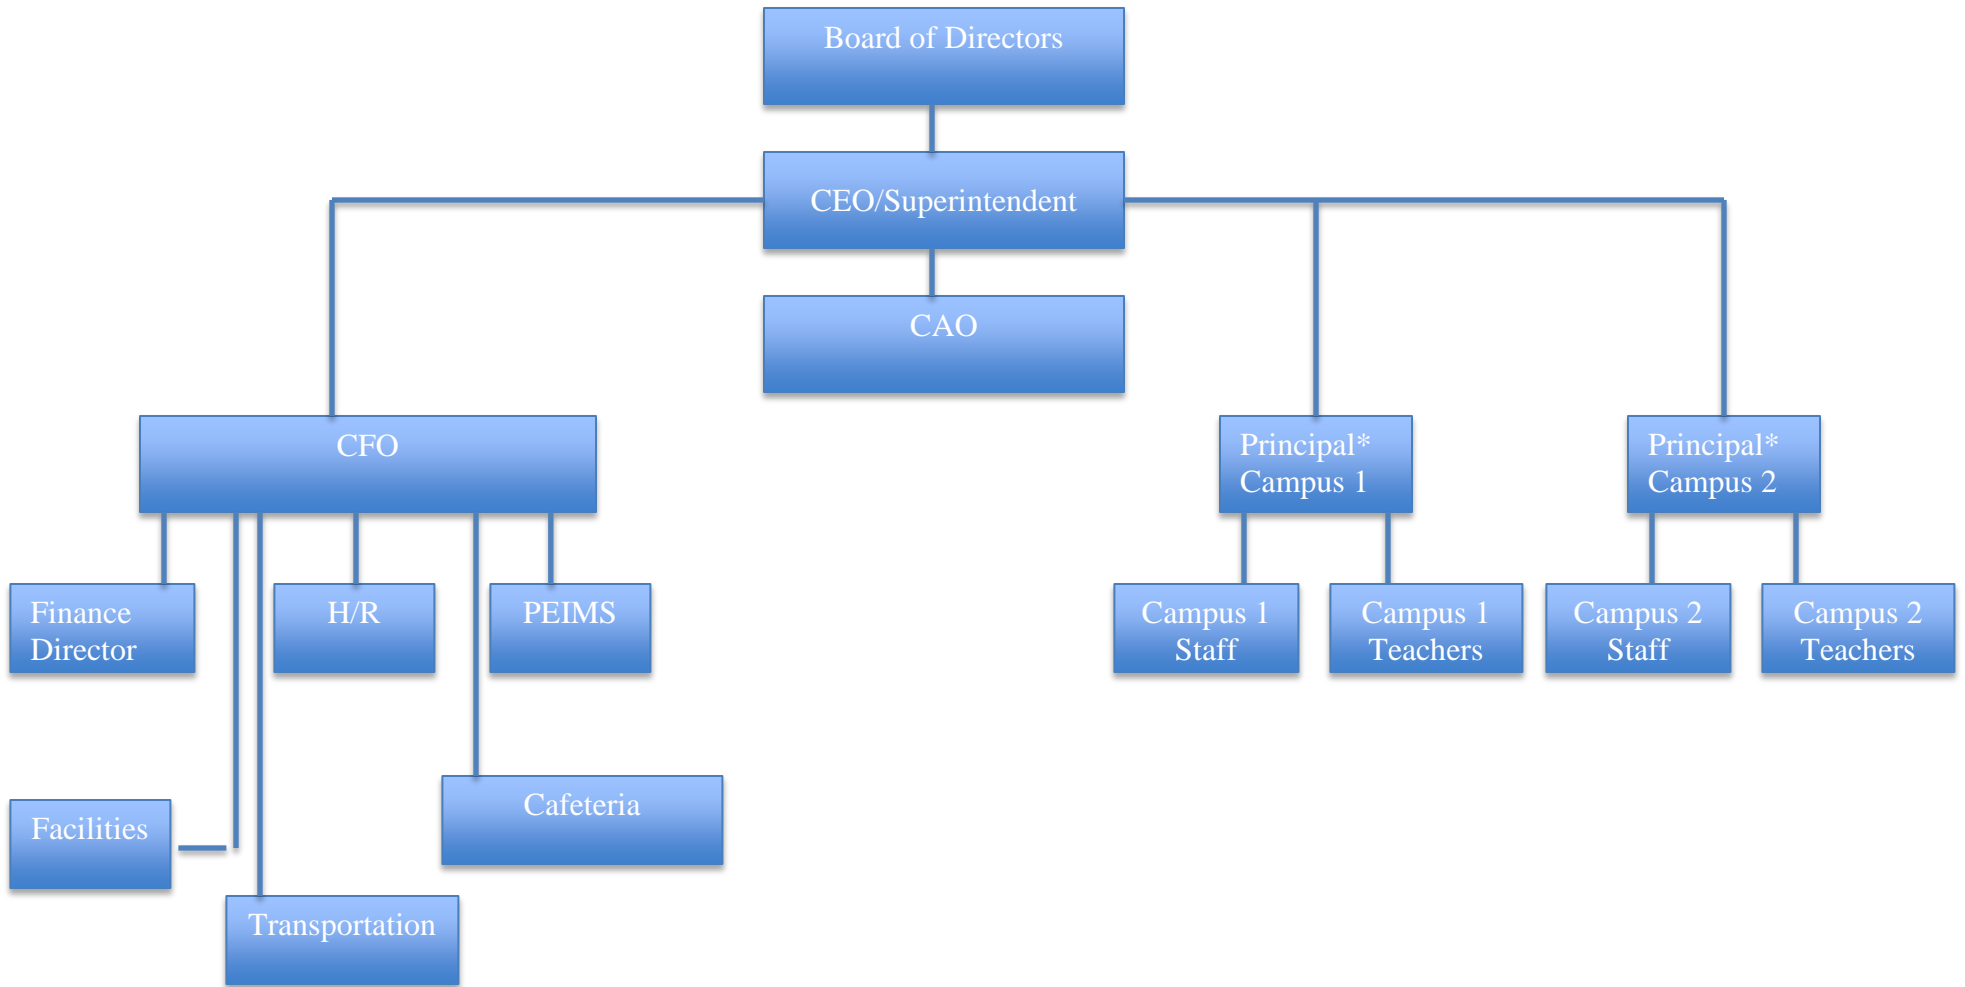 Board of Directors
CEO/Superintendent
CAO
CFO
Principal*
Campus 1
Principal*
Campus 2
Finance
Director
H/R
PEIMS
Campus 1
Staff
Campus 1
Teachers
Campus 2
Staff
Campus 2
Teachers
Cafeteria
Facilities
Transportation